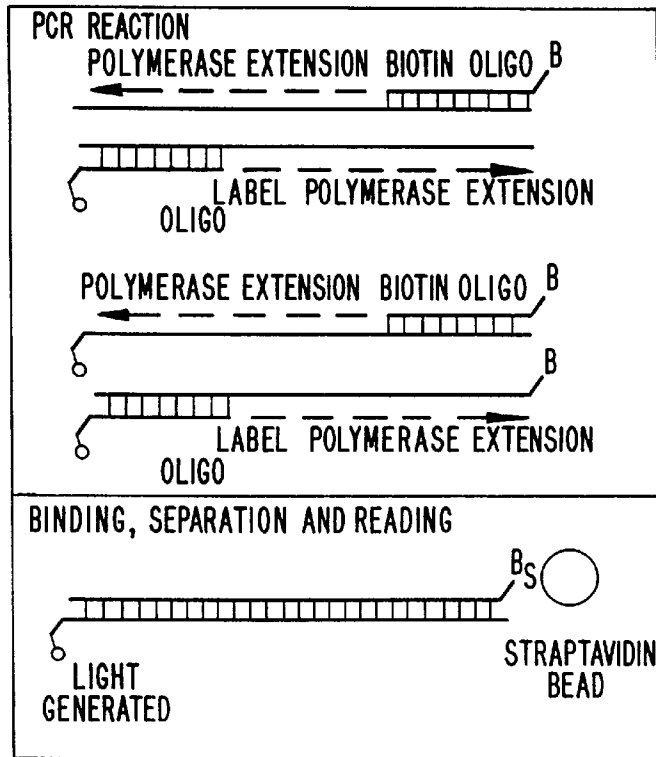 PCR REACTION
POLYMERASE EXTENSION BIOTIN OLIGO B
LABEL POLYMERASE EXTENSION
OLIGO
POLYMERASE EXTENSION BIOTIN OLIGO B
B
LABEL POLYMERASE EXTENSION
OLIGO
BINDING, SEPARATION AND READING
BS
LIGHT
GENERATED
STRAPTAVIDIN
BEAD